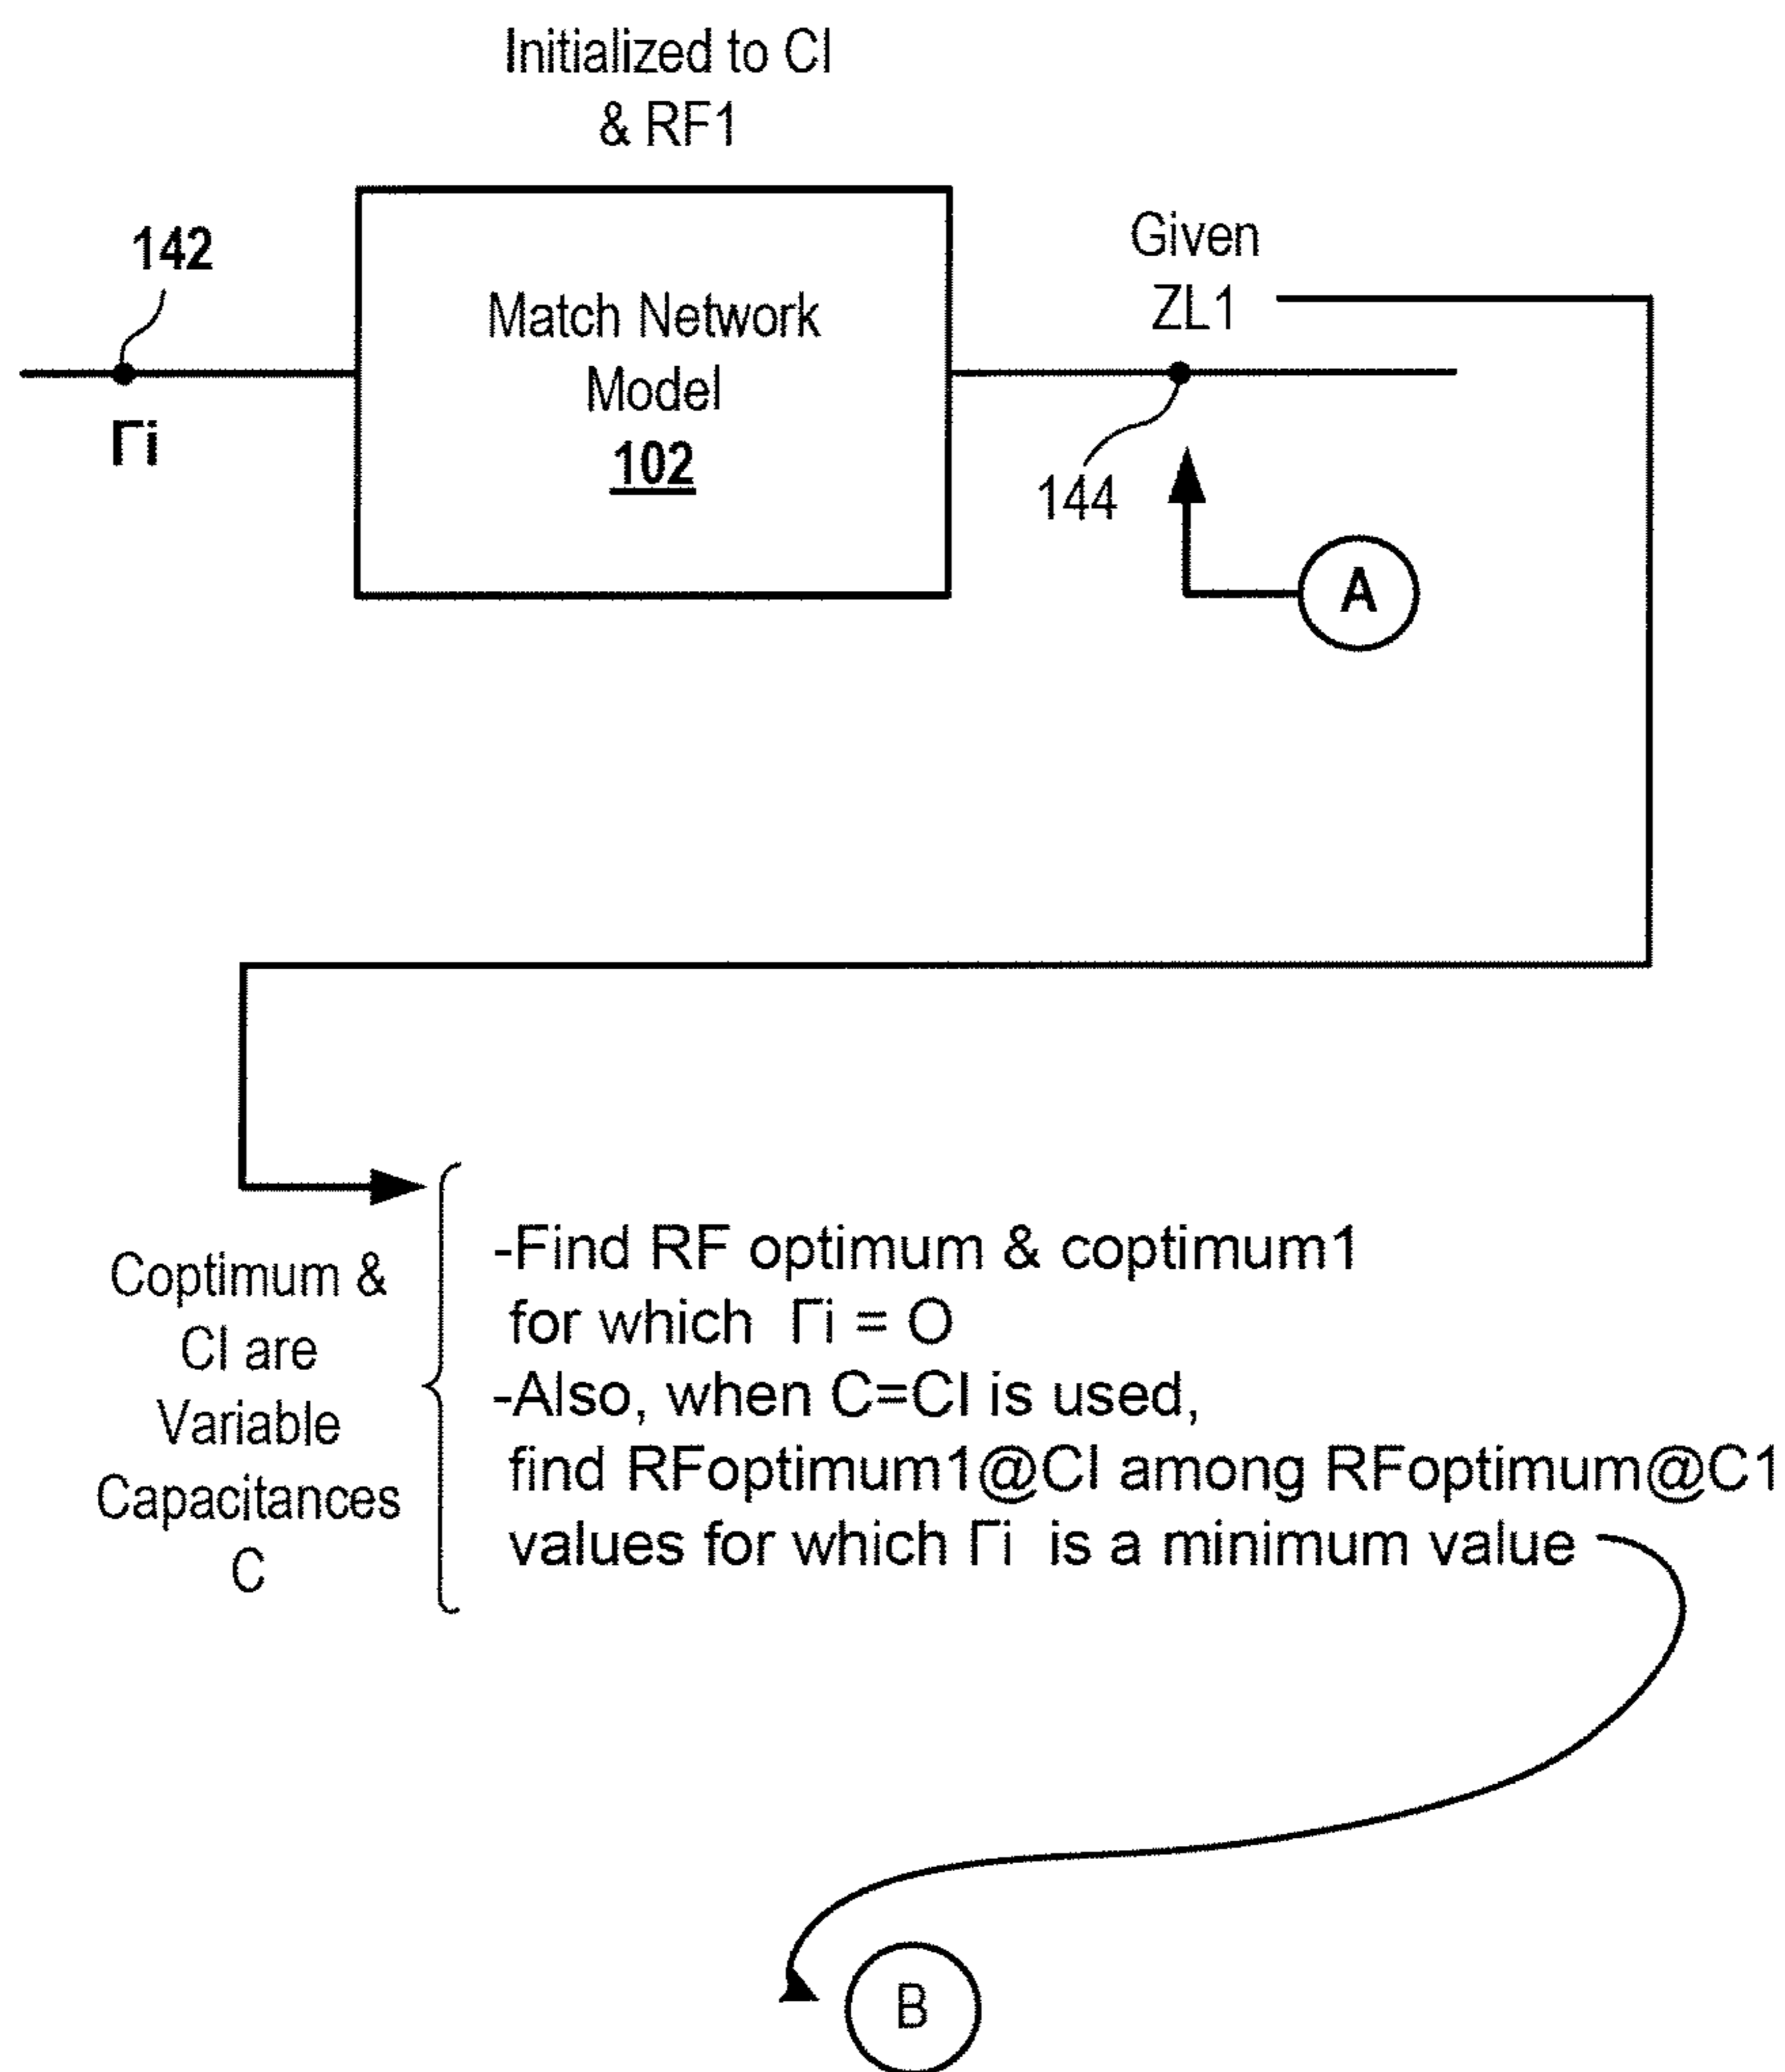 Initialized to CI
& RF1
142
Γi
Match Network
Model
102
Given
ZL1
144
A
Coptimum &
CI are
Variable
Capacitances
C
-Find RF optimum & coptimum1
for which Γi = O
-Also, when C=CI is used,
find RFoptimum1@CI among RFoptimum@C1
values for which Γi is a minimum value
B